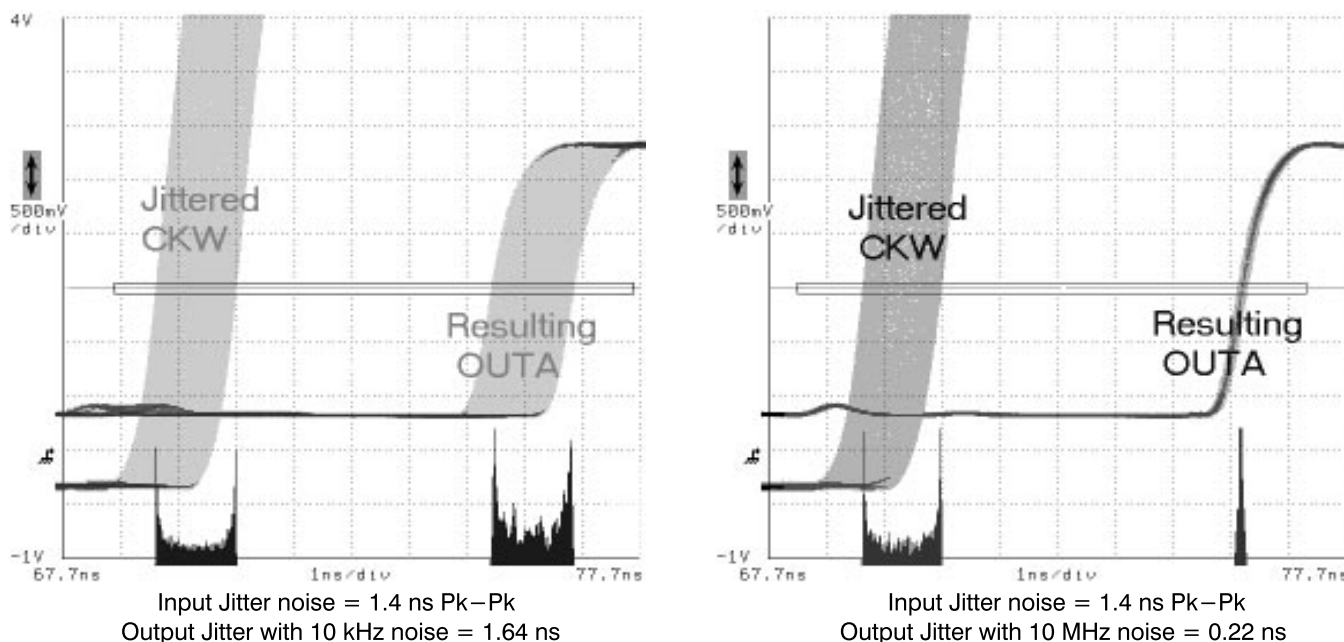 4V
Jittered
CKW
500mV
/div
Resulting
OUTA
-1V
67.7ns
1ns/div
77.7ns
Input Jitter noise = 1.4 ns Pk−Pk
Output Jitter with 10 kHz noise = 1.64 ns
Jittered
CKW
500mV
/div
Resulting
OUTA
-1V
67.7ns
1ns/div
77.7ns
Input Jitter noise = 1.4 ns Pk−Pk
Output Jitter with 10 MHz noise = 0.22 ns